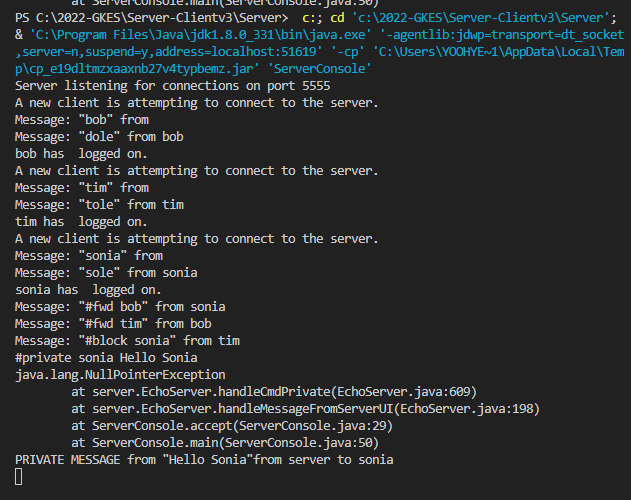 at ServerConsole.main(ServerConsole.java:50)
PS C:\2022-GKES\Server-Clientv3\Server>  c:; cd 'c:\2022-GKES\Server-Clientv3\Server';
& 'C:\Program Files\Java\jdk1.8.0_331\bin\java.exe' '-agentlib:jdwp=transport=dt_socket
,server=n,suspend=y,address=localhost:51619' '-cp' 'C:\Users\YOOHYE~1\AppData\Local\Tem
p\cp_e19dltmzxaaxnb27v4typbemz.jar' 'ServerConsole'
Server listening for connections on port 5555
A new client is attempting to connect to the server.
Message: "bob" from
Message: "dole" from bob
bob has  logged on.
A new client is attempting to connect to the server.
Message: "tim" from
Message: "tole" from tim
tim has  logged on.
A new client is attempting to connect to the server.
Message: "sonia" from
Message: "sole" from sonia
sonia has  logged on.
Message: "#fwd bob" from sonia
Message: "#fwd tim" from bob
Message: "#block sonia" from tim
#private sonia Hello Sonia
java.lang.NullPointerException
        at server.EchoServer.handleCmdPrivate(EchoServer.java:609)
        at server.EchoServer.handleMessageFromServerUI(EchoServer.java:198)
        at ServerConsole.accept(ServerConsole.java:29)
        at ServerConsole.main(ServerConsole.java:50)
PRIVATE MESSAGE from "Hello Sonia"from server to sonia